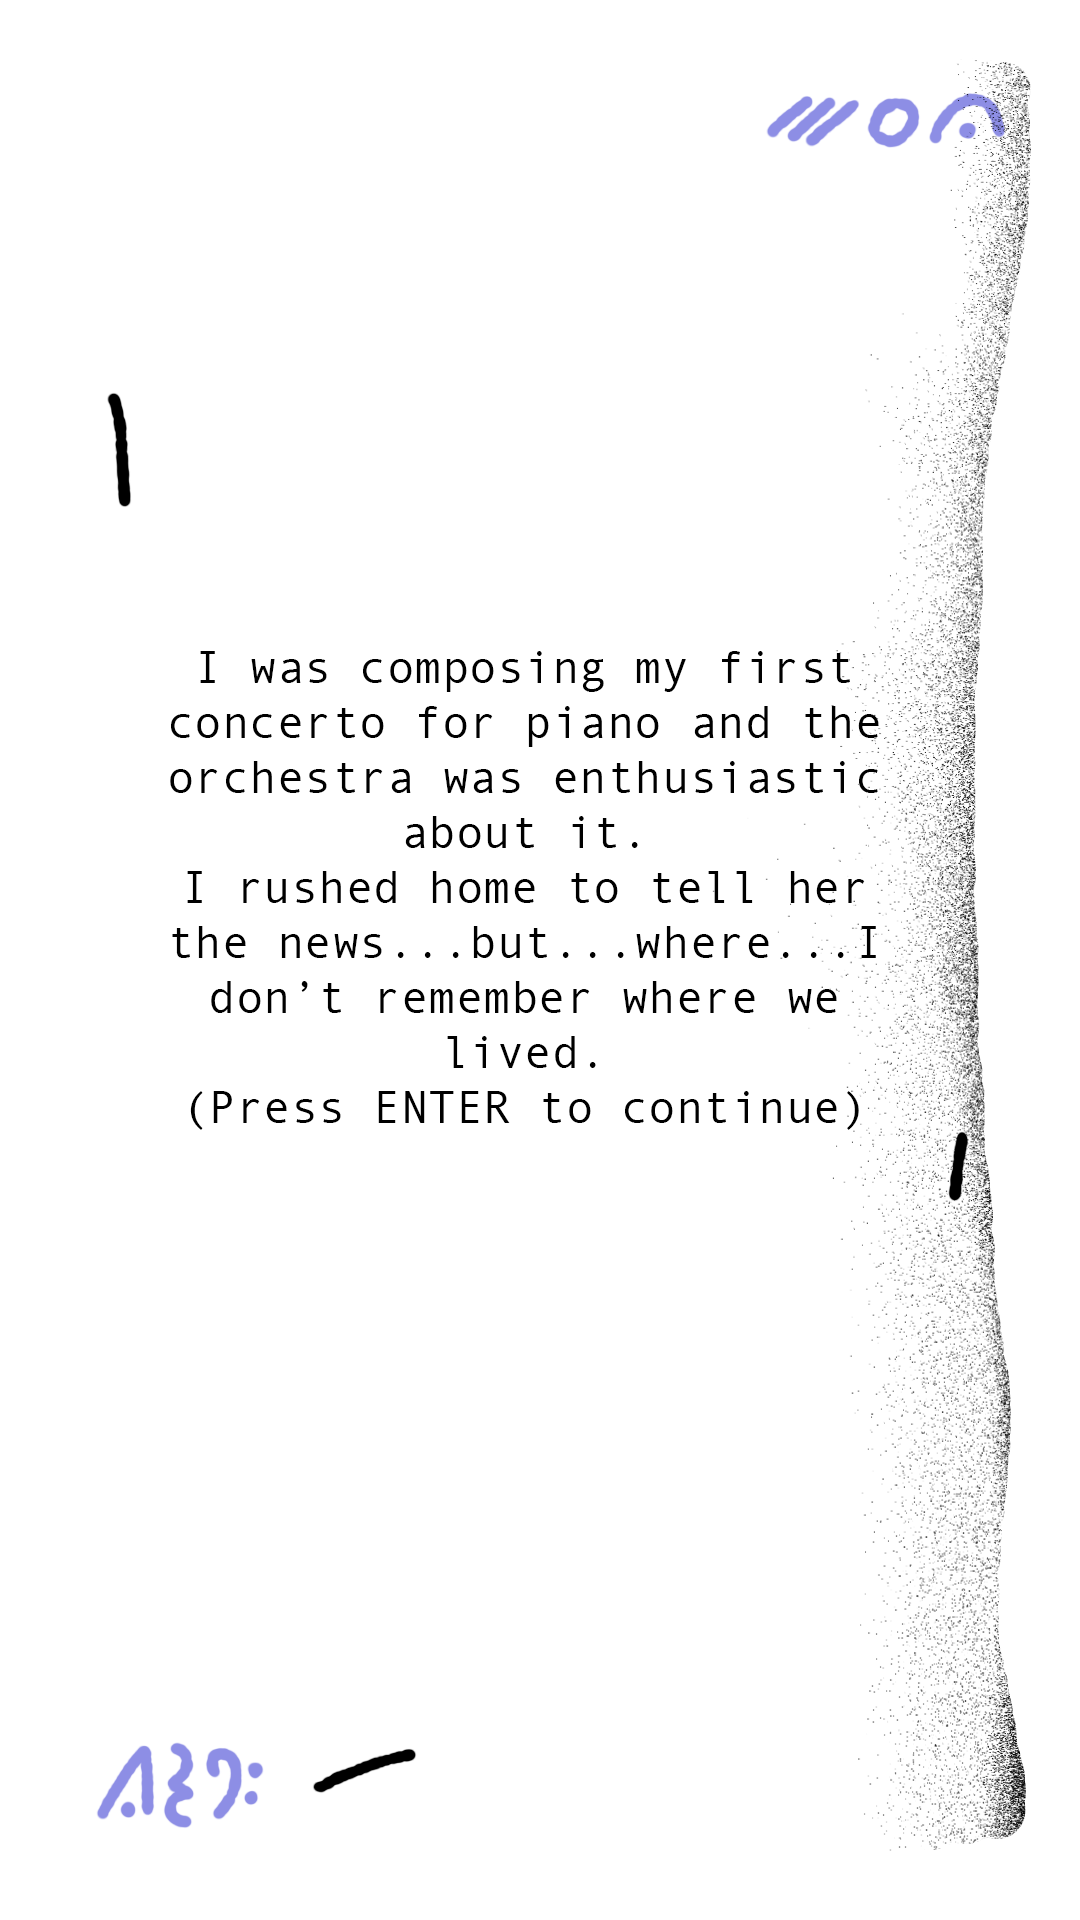 I was composing my first
concerto for piano and the
orchestra was enthusiastic
about it.
I rushed home to tell her
the news...but...where...I
don’t remember where we
lived.
(Press ENTER to continue)